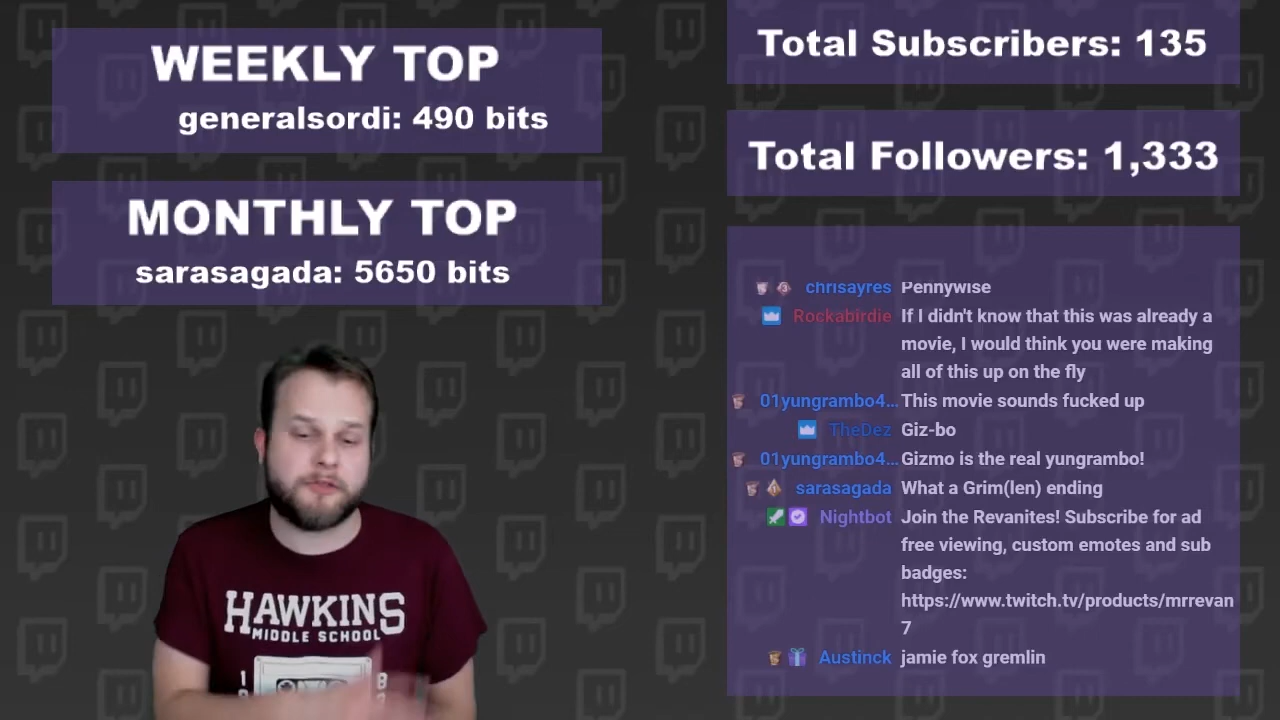 WEEKLY TOP
generalsordi: 490 bits
MONTHLY TOP
sarasagada: 5650 bits
HAWKINS
MIDDLE SCHOOL
Total Subscribers: 135
Total Followers: 1,333
chrisayres Pennywise
Rockabirdie If I didn't know that this was already a
movie, I would think you were making
all of this up on the fly
01yungrambo4... This movie sounds fucked up
TheDez Giz-bo
01yungrambo4... Gizmo is the real yungrambo!
sarasagada What a Grim(len) ending
Nightbot Join the Revanites! Subscribe for ad
free viewing, custom emotes and sub
badges:
https://www.twitch.tv/products/mrrevan
7
Austinck jamie fox gremlin